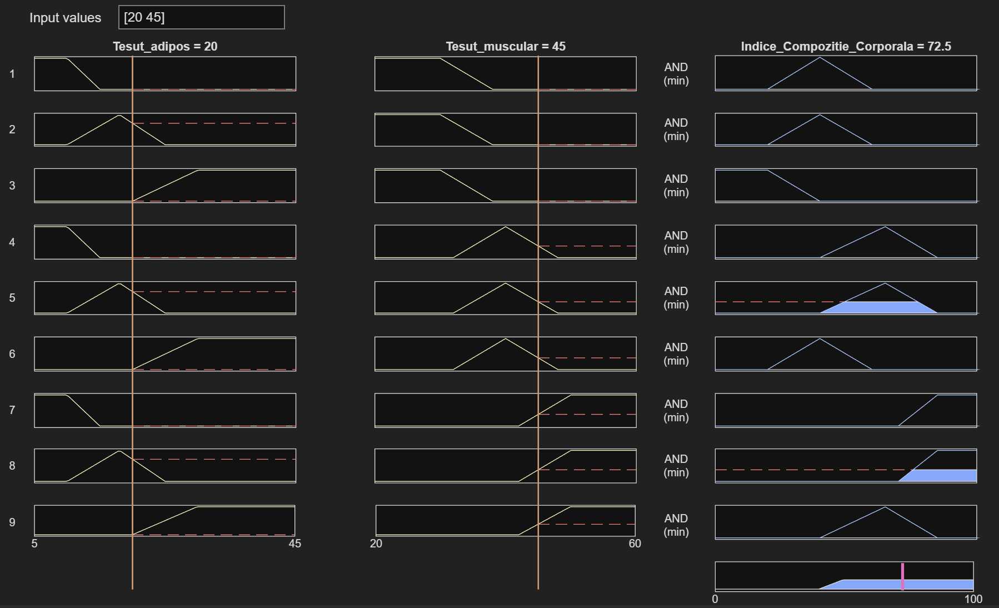 Input values [20 45]
Tesut_adipos = 20 Tesut_muscular = 45 Indice_Compozitie_Corporala = 72.5
1 AND
(min)
2 AND
(min)
3 AND
(min)
4 AND
(min)
5 AND
(min)
6 AND
(min)
7 AND
(min)
8 AND
(min)
9 AND
(min)
5 45 20 60
0 100